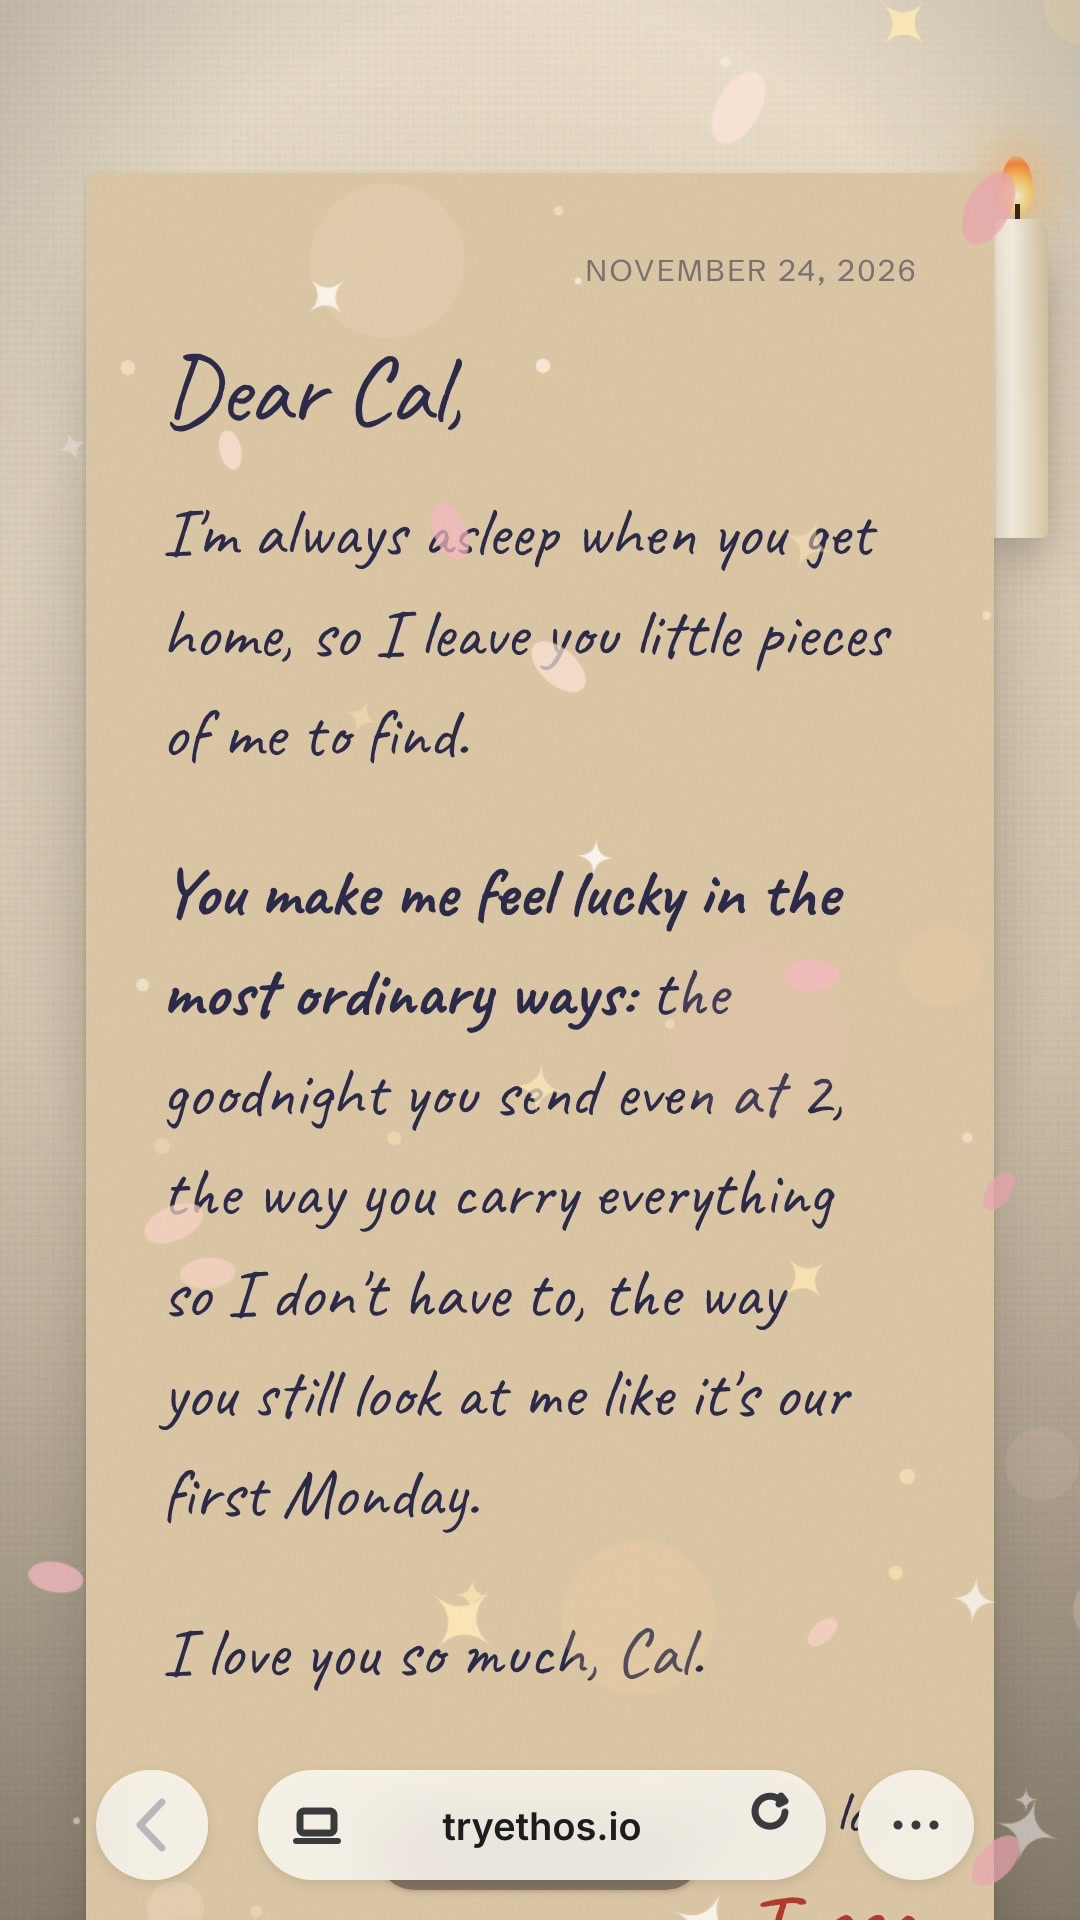 NOVEMBER 24, 2026
Dear Cal,
I'm always asleep when you get
home, so I leave you little pieces
of me to find.
You make me feel lucky in the
most ordinary ways: the
goodnight you send even at 2,
the way you carry everything
so I don't have to, the way
you still look at me like it's our
first Monday.
I love you so much, Cal.
tryethos.io